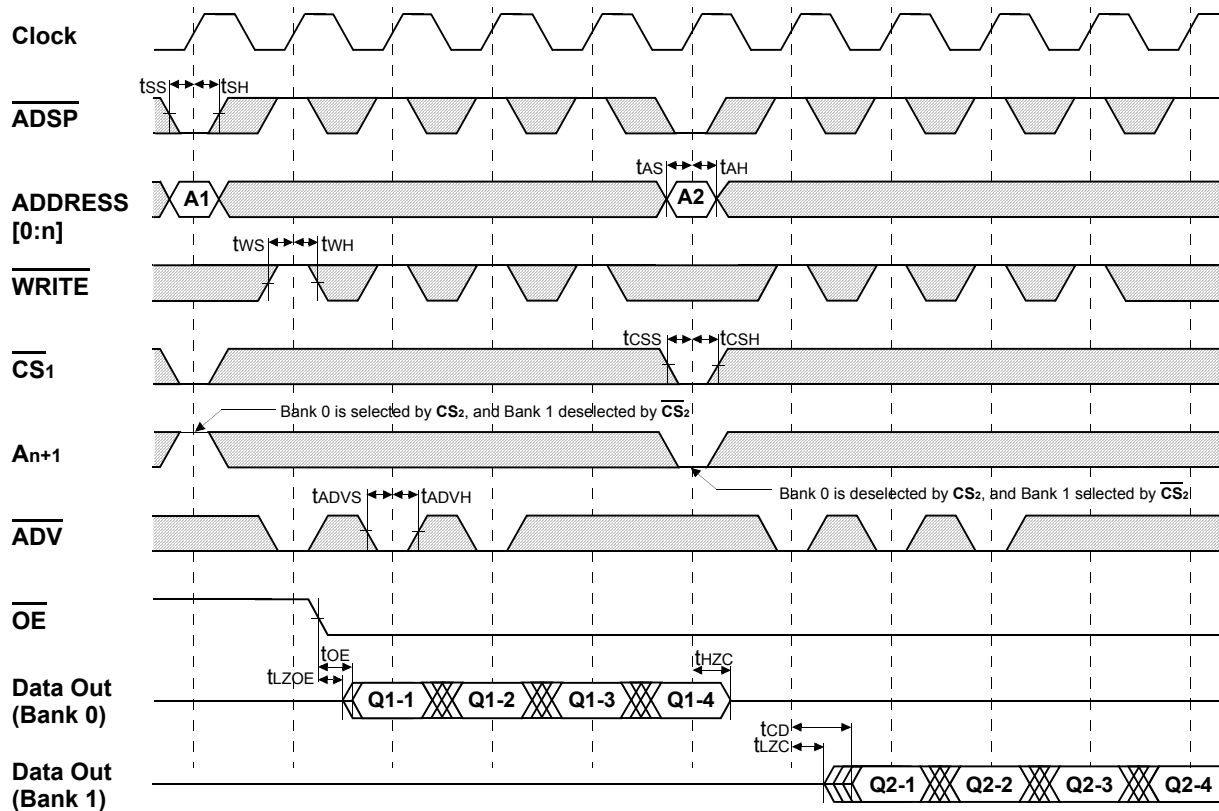 Clock
tSS tSH
ADSP
tAS tAH
ADDRESS
[0:n]
A1 A2
tWS tWH
WRITE
tCSS tCSH
CS1
Bank 0 is selected by CS2, and Bank 1 deselected by CS2
An+1
Bank 0 is deselected by CS2, and Bank 1 selected by CS2
tADVS tADVH
ADV
OE
tOE
tHZC
tLZOE
Data Out
(Bank 0)
Q1-1 Q1-2 Q1-3 Q1-4
tCD
tLZC
Data Out
(Bank 1)
Q2-1 Q2-2 Q2-3 Q2-4